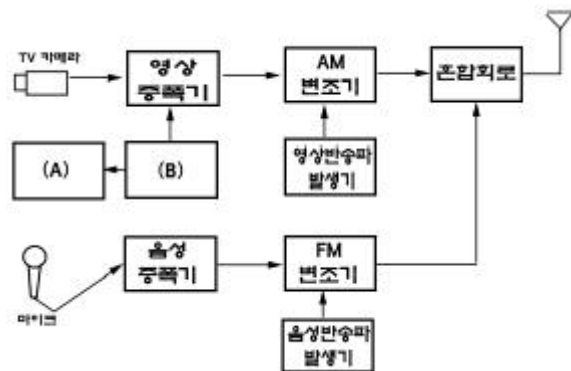 TV 카메라
영상
증폭기
AM
변조기
혼합회로
(A)
(B)
영상반송파
발생기
마이크
음성
증폭기
FM
변조기
음성반송파
발생기